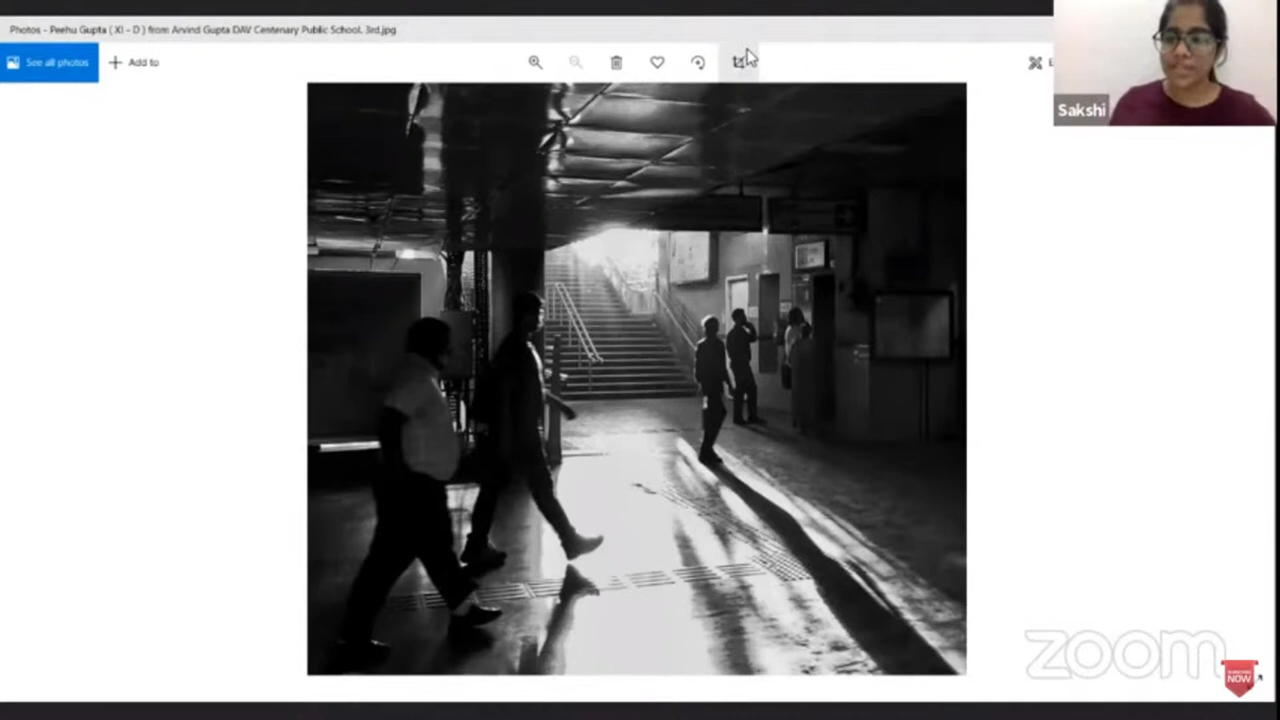 Photos - Peehu Gupta ( XI - D ) from Arvind Gupta DAV Centenary Public School. 3rd.jpg
See all photos
Add to
E
Sakshi
zoom
NOW